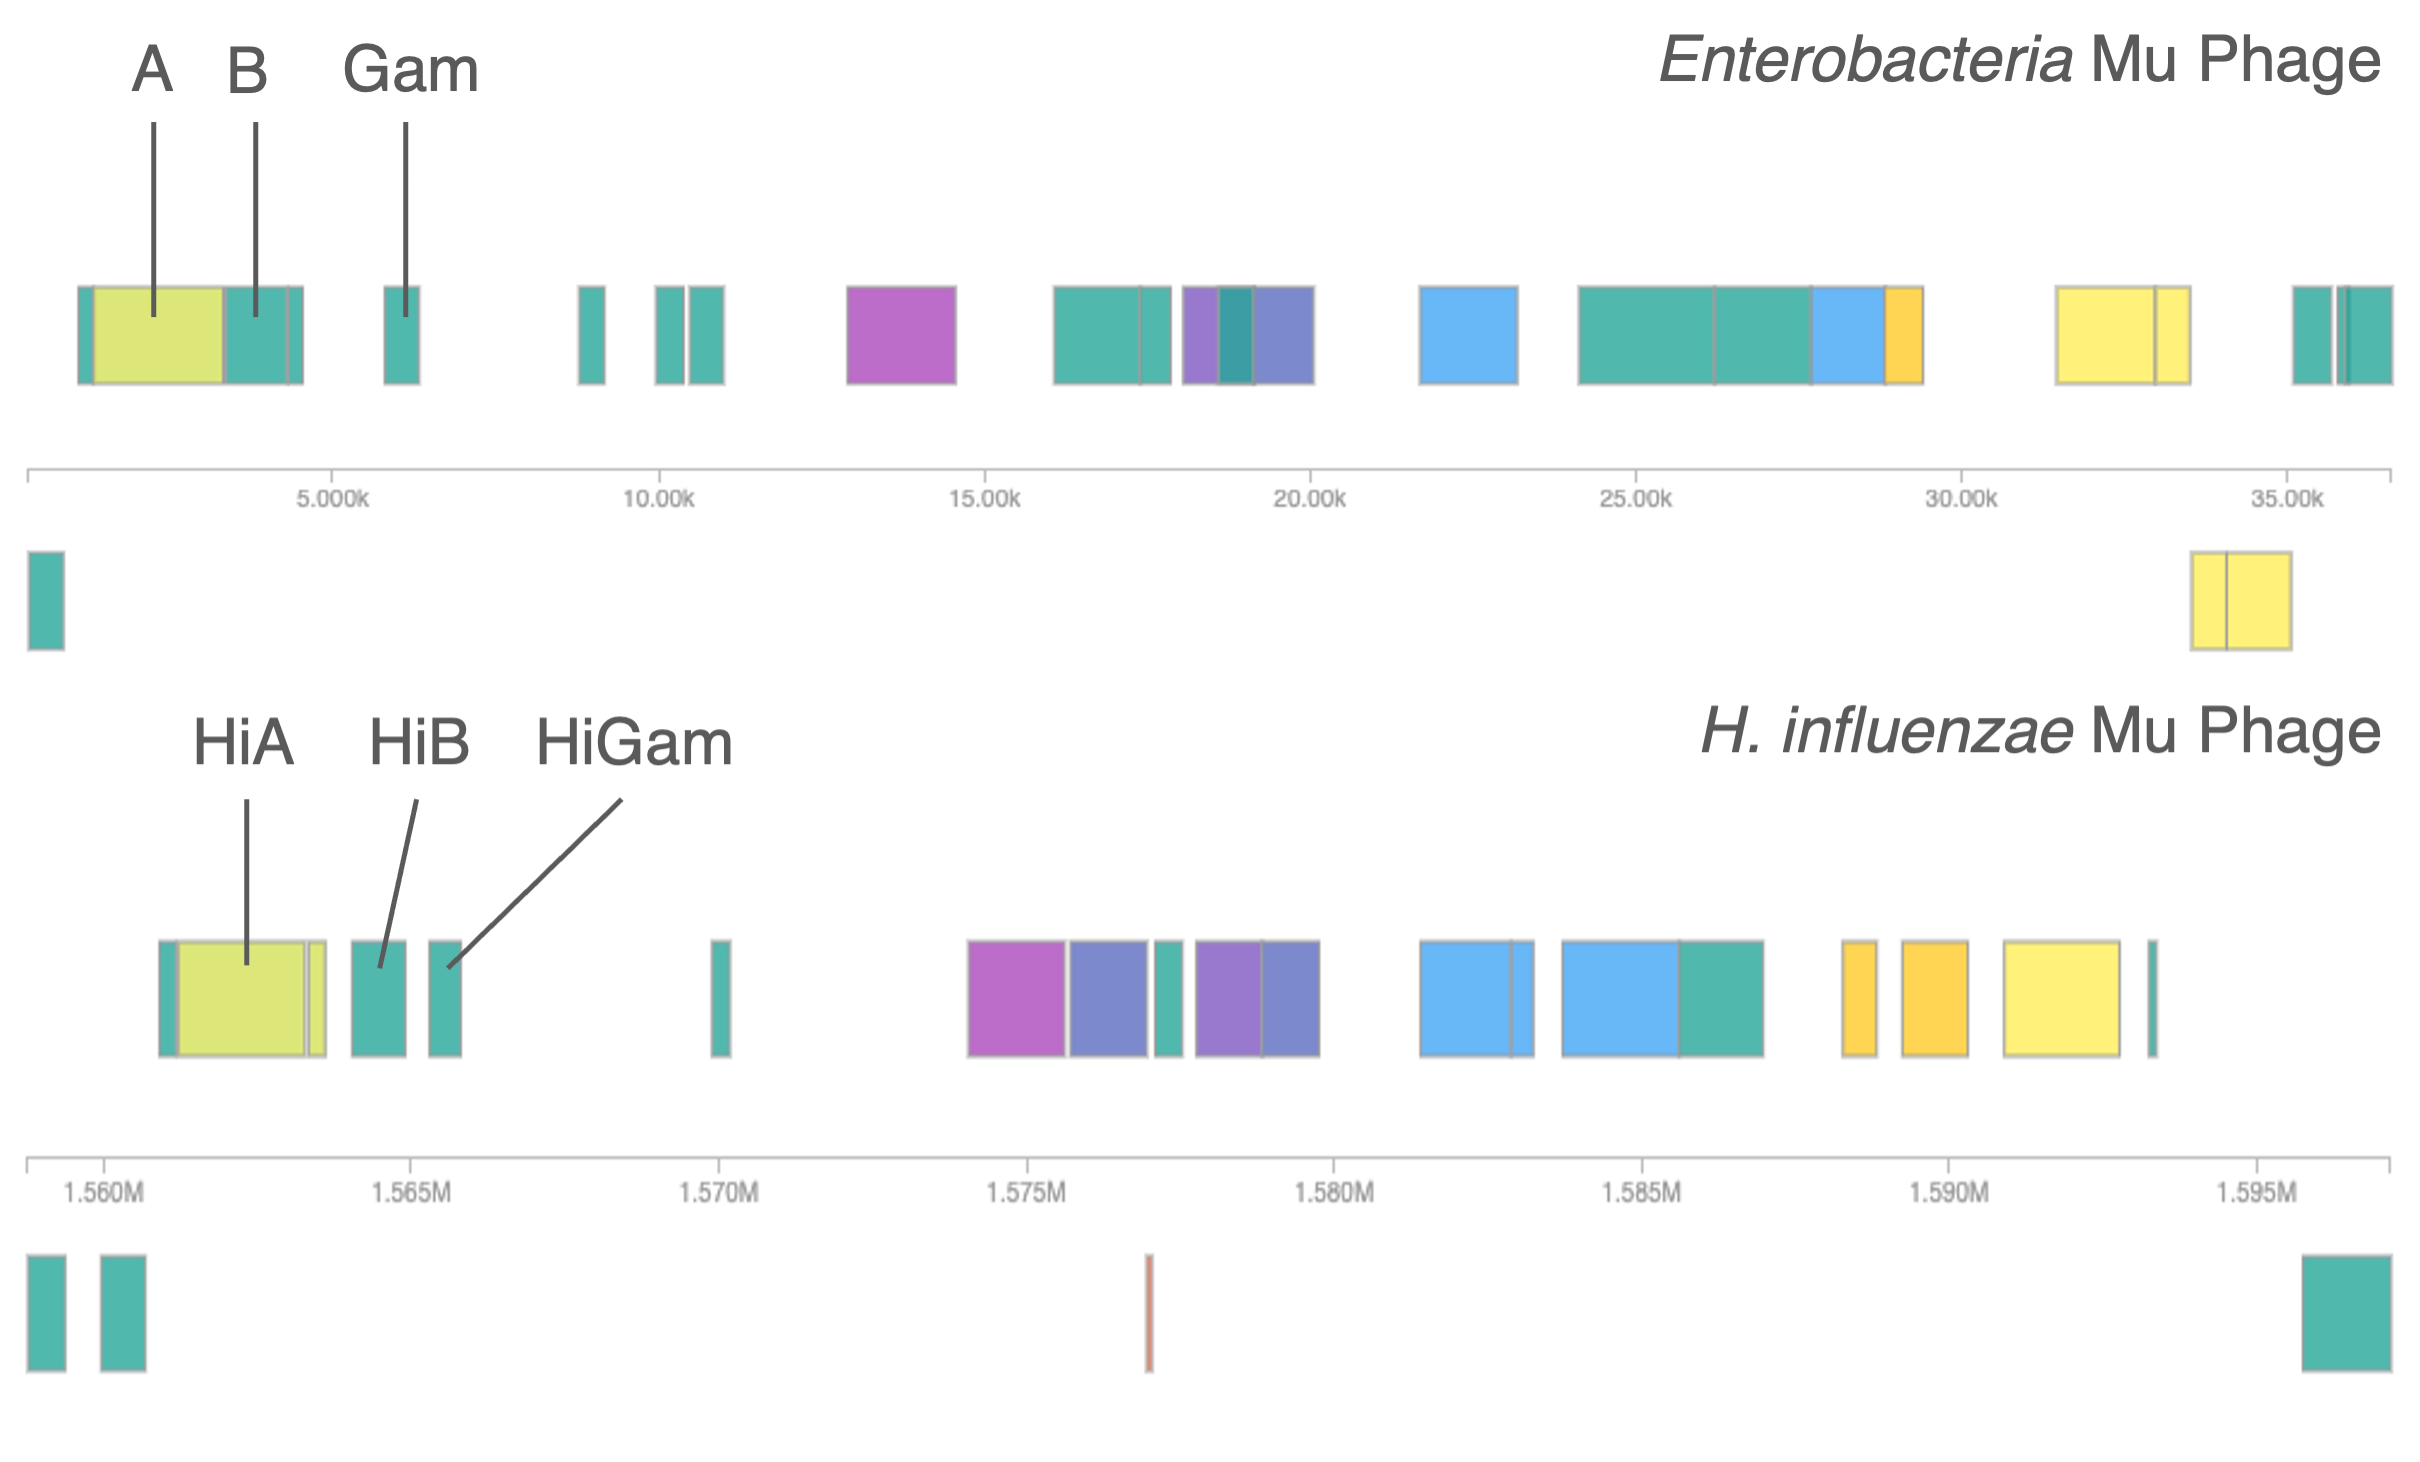 A B Gam
Enterobacteria Mu Phage
5.000k 10.00k 15.00k 20.00k 25.00k 30.00k 35.00k
H. influenzae Mu Phage
HiA HiB HiGam
1.560M 1.565M 1.570M 1.575M 1.580M 1.585M 1.590M 1.595M